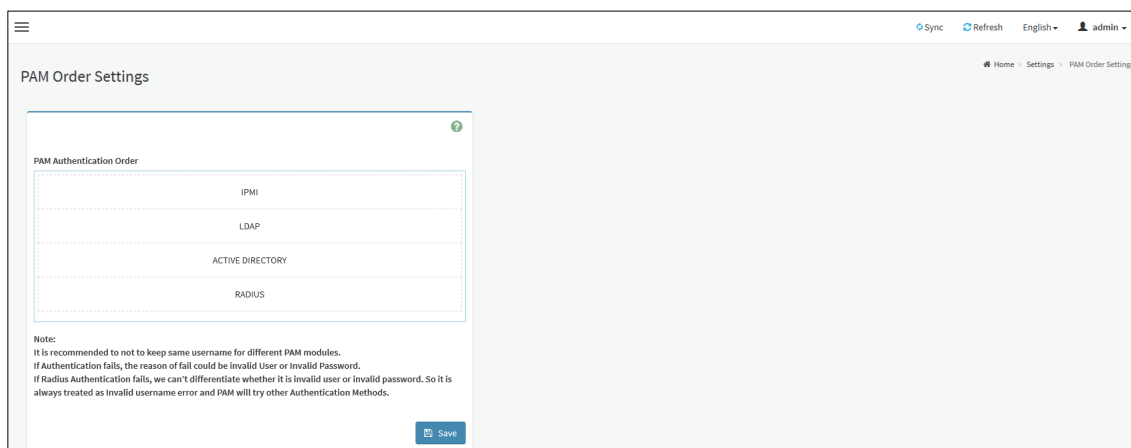 Sync Refresh English admin
PAM Order Settings
Home > Settings > PAM Order Setting
PAM Authentication Order
IPMI
LDAP
ACTIVE DIRECTORY
RADIUS
Note:
It is recommended to not to keep same username for different PAM modules.
If Authentication fails, the reason of fail could be invalid User or Invalid Password.
If Radius Authentication fails, we can't differentiate whether it is invalid user or invalid password. So it is
always treated as Invalid username error and PAM will try other Authentication Methods.
Save